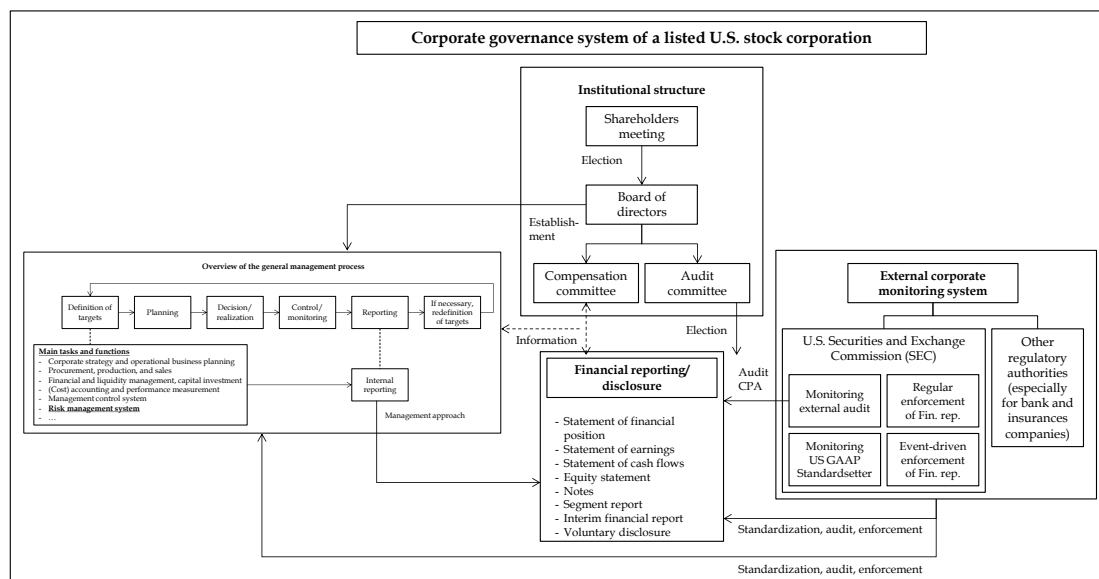 Corporate governance system of a listed U.S. stock corporation
Institutional structure
Shareholders
meeting
Election
Board of
directors
Establish-
ment
Compensation
committee
Audit
committee
Election
Information
Audit
CPA
Overview of the general management process
Definition of
targets
Planning
Decision/
realization
Control/
monitoring
Reporting
If necessary,
redefinition
of targets
Main tasks and functions
- Corporate strategy and operational business planning
- Procurement, production, and sales
- Financial and liquidity management, capital investment
- (Cost) accounting and performance measurement
- Management control system
- Risk management system
- ...
Internal
reporting
Management approach
Financial reporting/
disclosure
- Statement of financial
position
- Statement of earnings
- Statement of cash flows
- Equity statement
- Notes
- Segment report
- Interim financial report
- Voluntary disclosure
External corporate
monitoring system
U.S. Securities and Exchange
Commission (SEC)
Monitoring
external audit
Regular
enforcement
of Fin. rep.
Monitoring
US GAAP
Standardsetter
Event-driven
enforcement
of Fin. rep.
Other
regulatory
authorities
(especially
for bank and
insurances
companies)
Standardization, audit, enforcement
Standardization, audit, enforcement